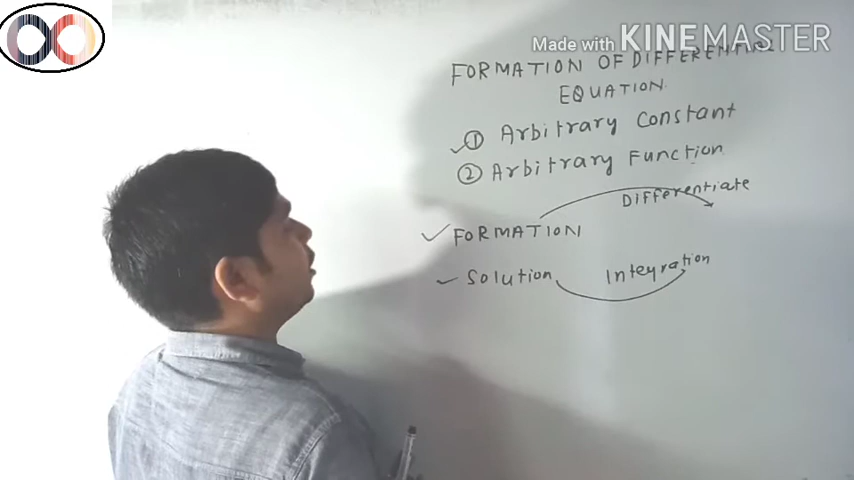 Made with KINEMASTER
FORMATION OF DIFFERENTIAL
EQUATION
① Arbitrary Constant
② Arbitrary Function
Differentiate
FORMATION
Solution Integration